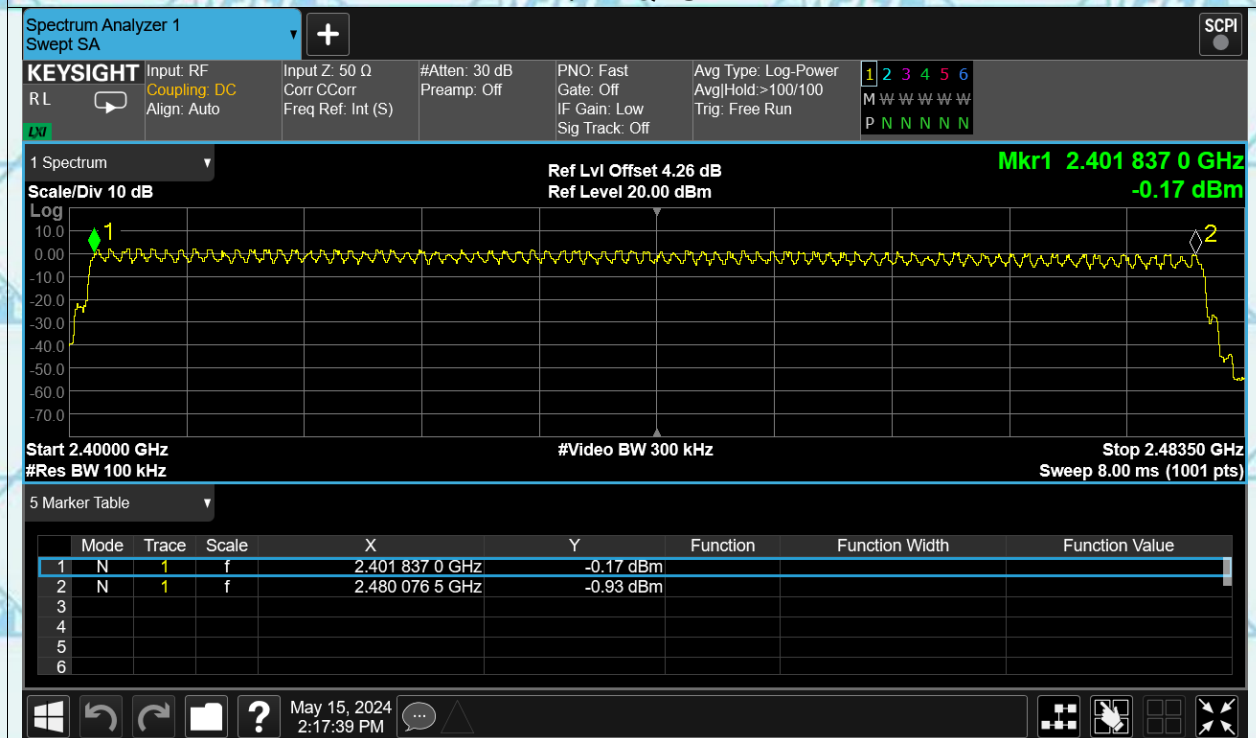 Spectrum Analyzer 1
Swept SA
+
SCPI
KEYSIGHT
RL
LXI
Input: RF
Coupling: DC
Align: Auto
Input Z: 50 Ω
Corr CCorr
Freq Ref: Int (S)
#Atten: 30 dB
Preamp: Off
PNO: Fast
Gate: Off
IF Gain: Low
Sig Track: Off
Avg Type: Log-Power
Avg|Hold:>100/100
Trig: Free Run
1 2 3 4 5 6
M W W W W W
P N N N N N
1 Spectrum
Scale/Div 10 dB
Ref Lvl Offset 4.26 dB
Ref Level 20.00 dBm
Mkr1 2.401 837 0 GHz
-0.17 dBm
Log
10.0
0.00
-10.0
-20.0
-30.0
-40.0
-50.0
-60.0
-70.0
1
2
Start 2.40000 GHz
#Res BW 100 kHz
#Video BW 300 kHz
Stop 2.48350 GHz
Sweep 8.00 ms (1001 pts)
5 Marker Table
Mode Trace Scale X Y Function Function Width Function Value
1 N 1 f 2.401 837 0 GHz -0.17 dBm
2 N 1 f 2.480 076 5 GHz -0.93 dBm
3
4
5
6
?
May 15, 2024
2:17:39 PM